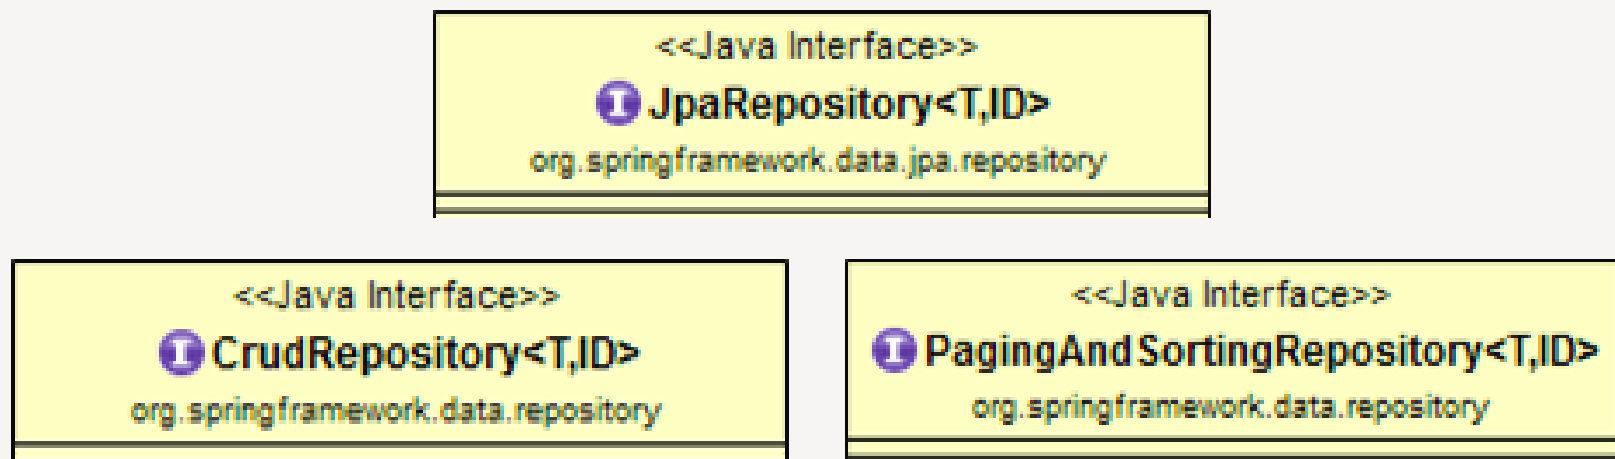 <<Java Interface>>
JpaRepository<T,ID>
org.springframework.data.jpa.repository
<<Java Interface>>
CrudRepository<T,ID>
org.springframework.data.repository
<<Java Interface>>
PagingAndSortingRepository<T,ID>
org.springframework.data.repository